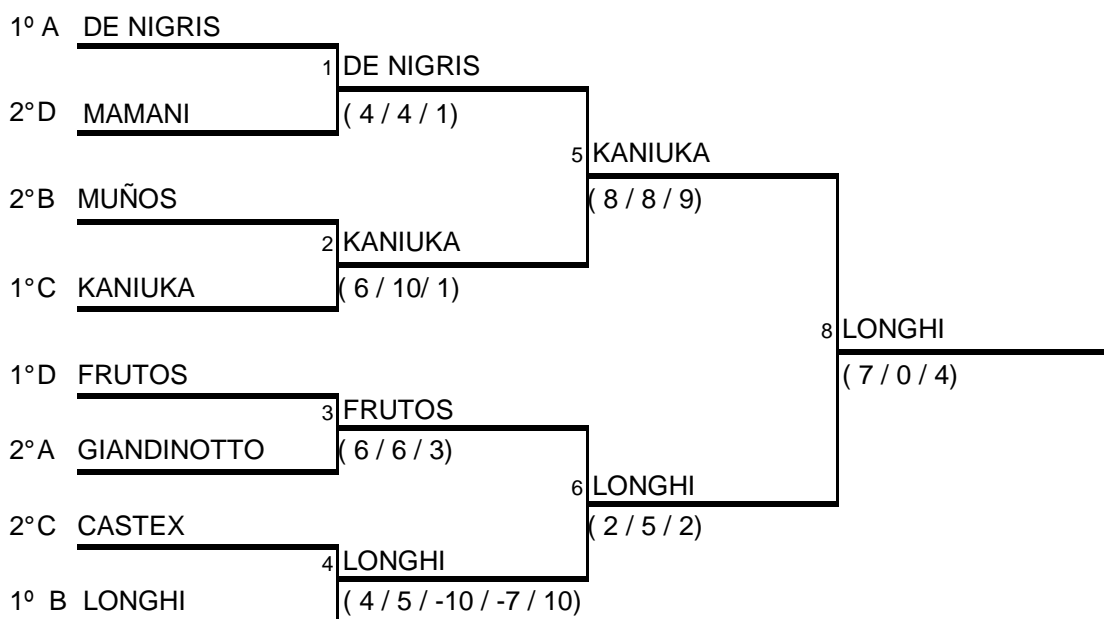 1º A DE NIGRIS
1 DE NIGRIS
2°D MAMANI
( 4 / 4 / 1)
5 KANIUKA
2°B MUÑOS
( 8 / 8 / 9)
2 KANIUKA
1°C KANIUKA
( 6 / 10/ 1)
8 LONGHI
1°D FRUTOS
( 7 / 0 / 4)
3 FRUTOS
2°A GIANDINOTTO
( 6 / 6 / 3)
6 LONGHI
2°C CASTEX
( 2 / 5 / 2)
4 LONGHI
1º B LONGHI
( 4 / 5 / -10 / -7 / 10)